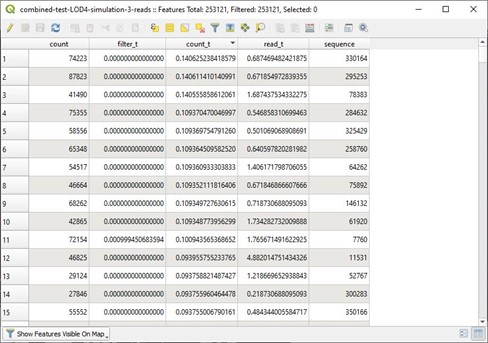 combined-test-LOD4-simulation-3-reads :: Features Total: 253121, Filtered: 253121, Selected: 0
count filter_t count_t read_t sequence
1 74223 0.000000000000000 0.140625238418579 0.687469482421875 330164
2 87823 0.000000000000000 0.140611410140991 0.671854972839355 295253
3 41490 0.000000000000000 0.140555858612061 1.687437534332275 78383
4 75355 0.000000000000000 0.109370470046997 0.546858310699463 284632
5 58556 0.000000000000000 0.109369754791260 0.501069068908691 325429
6 65348 0.000000000000000 0.109364509582520 0.640597820281982 258760
7 54517 0.000000000000000 0.109360933303833 1.406171798706055 64262
8 46664 0.000000000000000 0.109352111816406 0.671846866607666 75892
9 68262 0.000000000000000 0.109349727630615 0.718730688095093 146132
10 42865 0.000000000000000 0.109348773956299 1.734282732009888 61920
11 72154 0.000999450683594 0.100943565368652 1.765671491622925 7760
12 46825 0.000000000000000 0.093955755233765 4.882014751434326 11531
13 29124 0.000000000000000 0.093758821487427 1.218669652938843 52767
14 27846 0.000000000000000 0.093755960464478 0.218730688095093 300283
15 55552 0.000000000000000 0.093755006790161 0.484344005584717 350166
Show Features Visible On Map